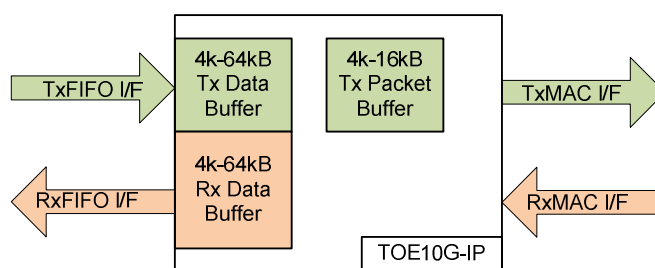 4k-64kB
Tx Data
Buffer
4k-16kB
Tx Packet
Buffer
TxFIFO I/F
TxMAC I/F
4k-64kB
Rx Data
Buffer
RxFIFO I/F
RxMAC I/F
TOE10G-IP